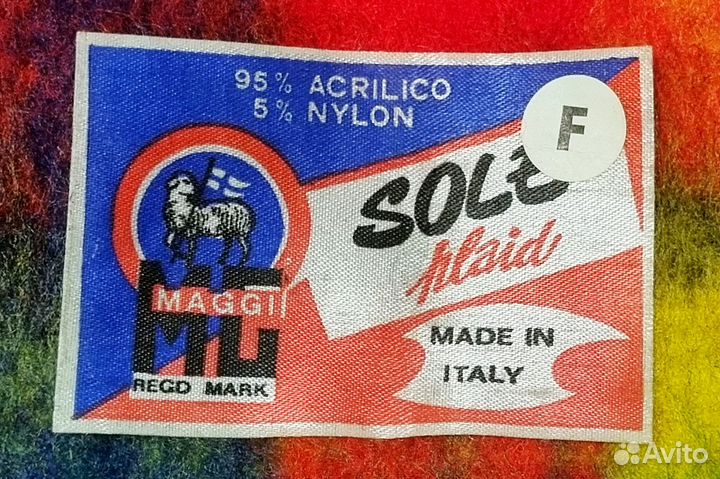 95% ACRILICO
5% NYLON
F
SOLE
plaid
MG
MAGGI
REGD MARK
MADE IN
ITALY
Avito